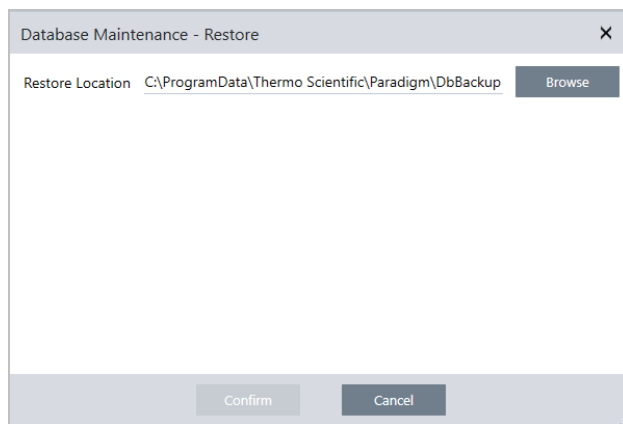 Database Maintenance - Restore
Restore Location C:\ProgramData\Thermo Scientific\Paradigm\DbBackup Browse
Confirm Cancel